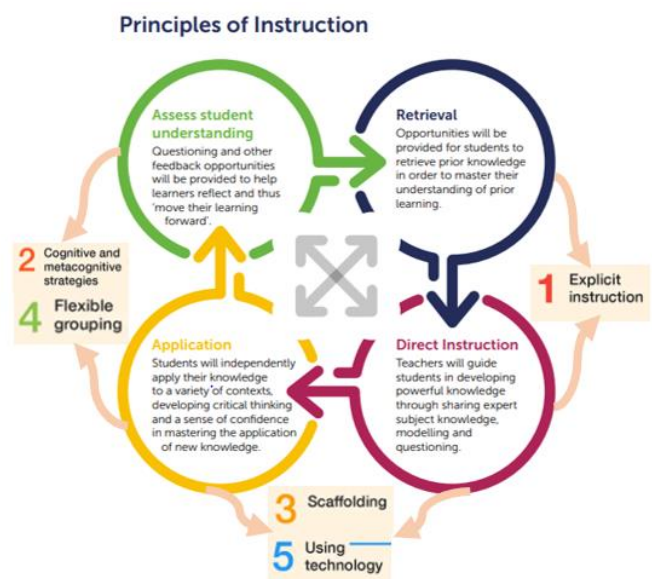 Principles of Instruction
Assess student
understanding
Questioning and other
feedback opportunities
will be provided to help
learners reflect and thus
‘move their learning
forward’.
Retrieval
Opportunities will be
provided for students to
retrieve prior knowledge
in order to master their
understanding of prior
learning.
2 Cognitive and
metacognitive
strategies
4 Flexible
grouping
1 Explicit
instruction
Application
Students will independently
apply their knowledge
to a variety of contexts,
developing critical thinking
and a sense of confidence
in mastering the application
of new knowledge.
Direct Instruction
Teachers will guide
students in developing
powerful knowledge
through sharing expert
subject knowledge,
modelling and
questioning.
3 Scaffolding
5 Using
technology